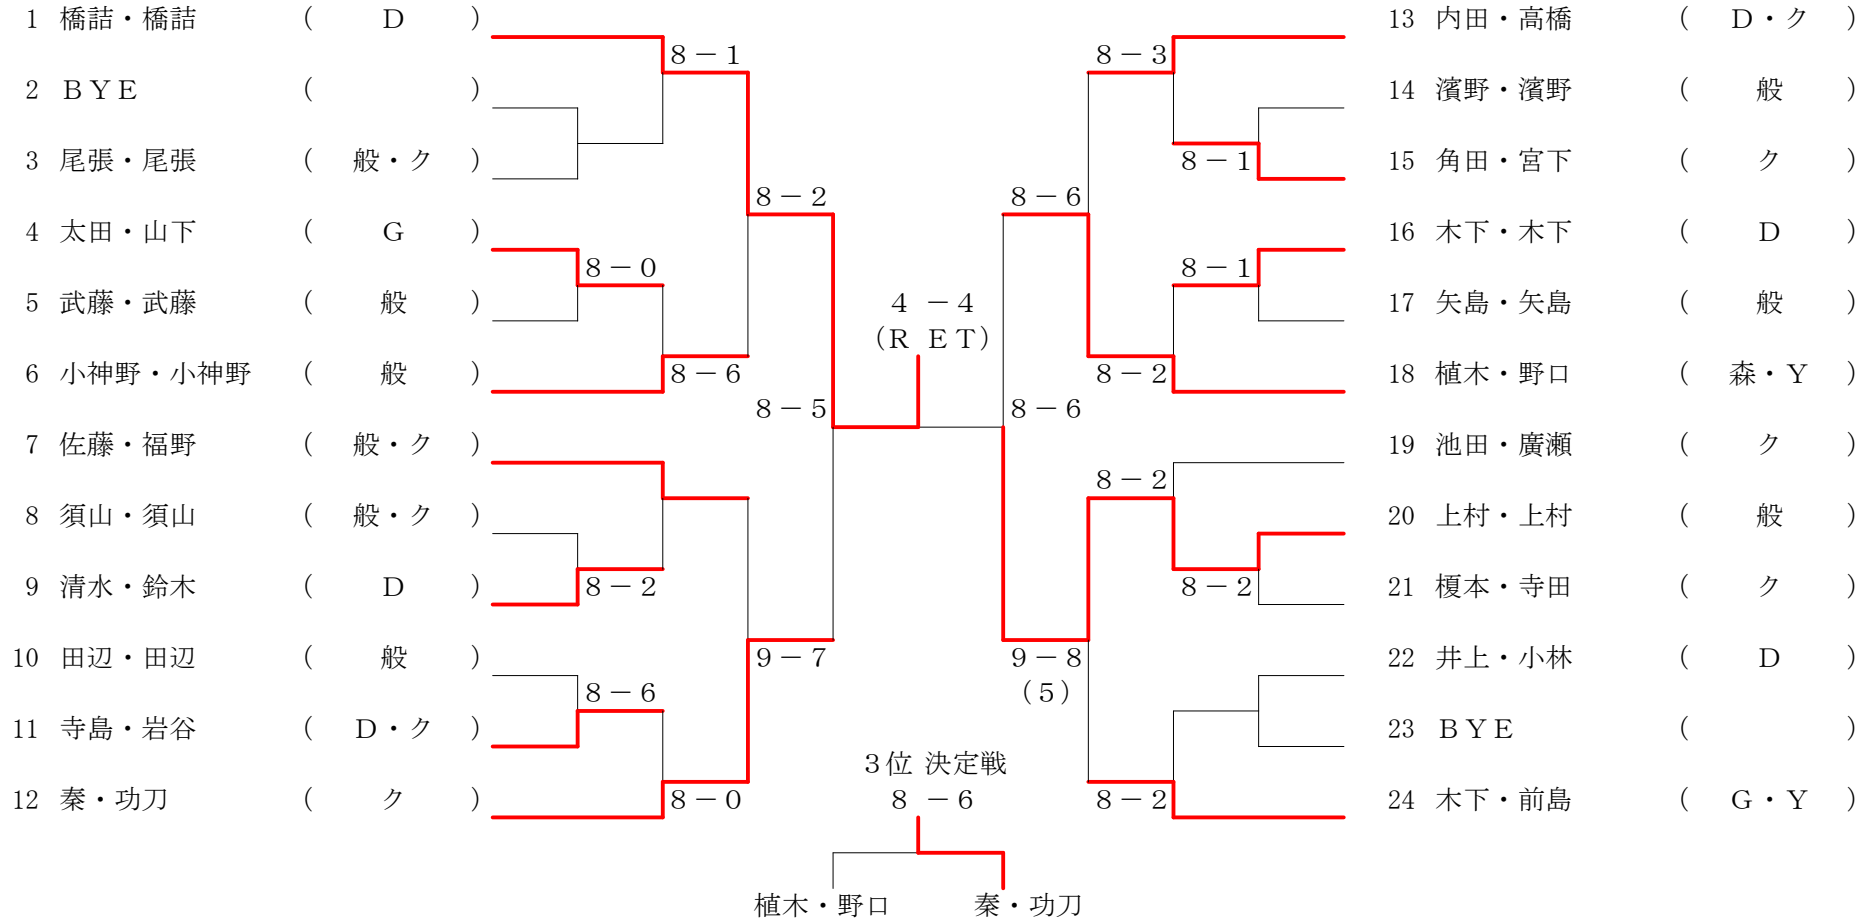 1 橋詰・橋詰 ( D )
8－1
2 ＢＹＥ ( )
3 尾張・尾張 ( 般・ク )
8－2
4 太田・山下 ( G )
8－0
5 武藤・武藤 ( 般 )
6 小神野・小神野 ( 般 )
8－6
8－5
7 佐藤・福野 ( 般・ク )
8 須山・須山 ( 般・ク )
9 清水・鈴木 ( D )
8－2
10 田辺・田辺 ( 般 )
9－7
8－6
11 寺島・岩谷 ( D・ク )
12 秦・功刀 ( ク )
8－0
4 －4
(R ET)
13 内田・高橋 ( D・ク )
8－3
14 濱野・濱野 ( 般 )
15 角田・宮下 ( ク )
8－1
8－6
16 木下・木下 ( D )
8－1
17 矢島・矢島 ( 般 )
18 植木・野口 ( 森・Y )
8－2
8－6
19 池田・廣瀬 ( ク )
8－2
20 上村・上村 ( 般 )
21 榎本・寺田 ( ク )
8－2
22 井上・小林 ( D )
9－8
(5)
23 ＢＹＥ ( )
24 木下・前島 ( G・Y )
8－2
3位 決定戦
8 －6
植木・野口 秦・功刀